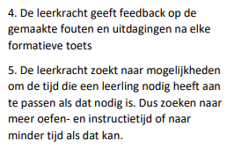 4. De leerkracht geeft feedback op de
gemaakte fouten en uitdagingen na elke
formatieve toets
5. De leerkracht zoekt naar mogelijkheden
om de tijd die een leerling nodig heeft aan
te passen als dat nodig is. Dus zoeken naar
meer oefen- en instructietijd of naar
minder tijd als dat kan.